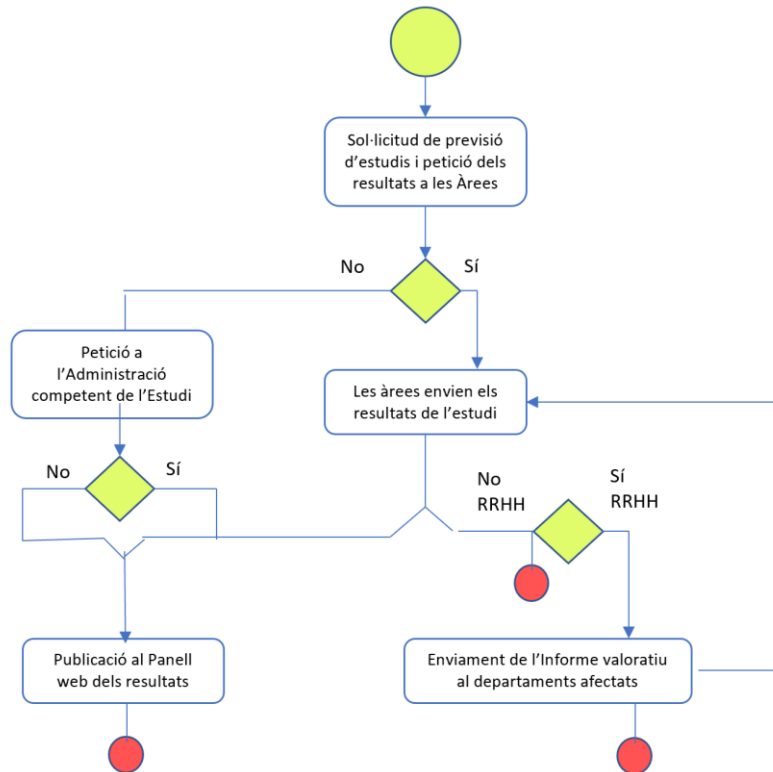 Sol·licitud de previsió
d'estudis i petició dels
resultats a les Àrees
No
Sí
Petició a
l'Administració
competent de l'Estudi
Les àrees envien els
resultats de l'estudi
No
Sí
No
RRHH
Sí
RRHH
Publicació al Panell
web dels resultats
Enviament de l'Informe valoratiu
al departaments afectats